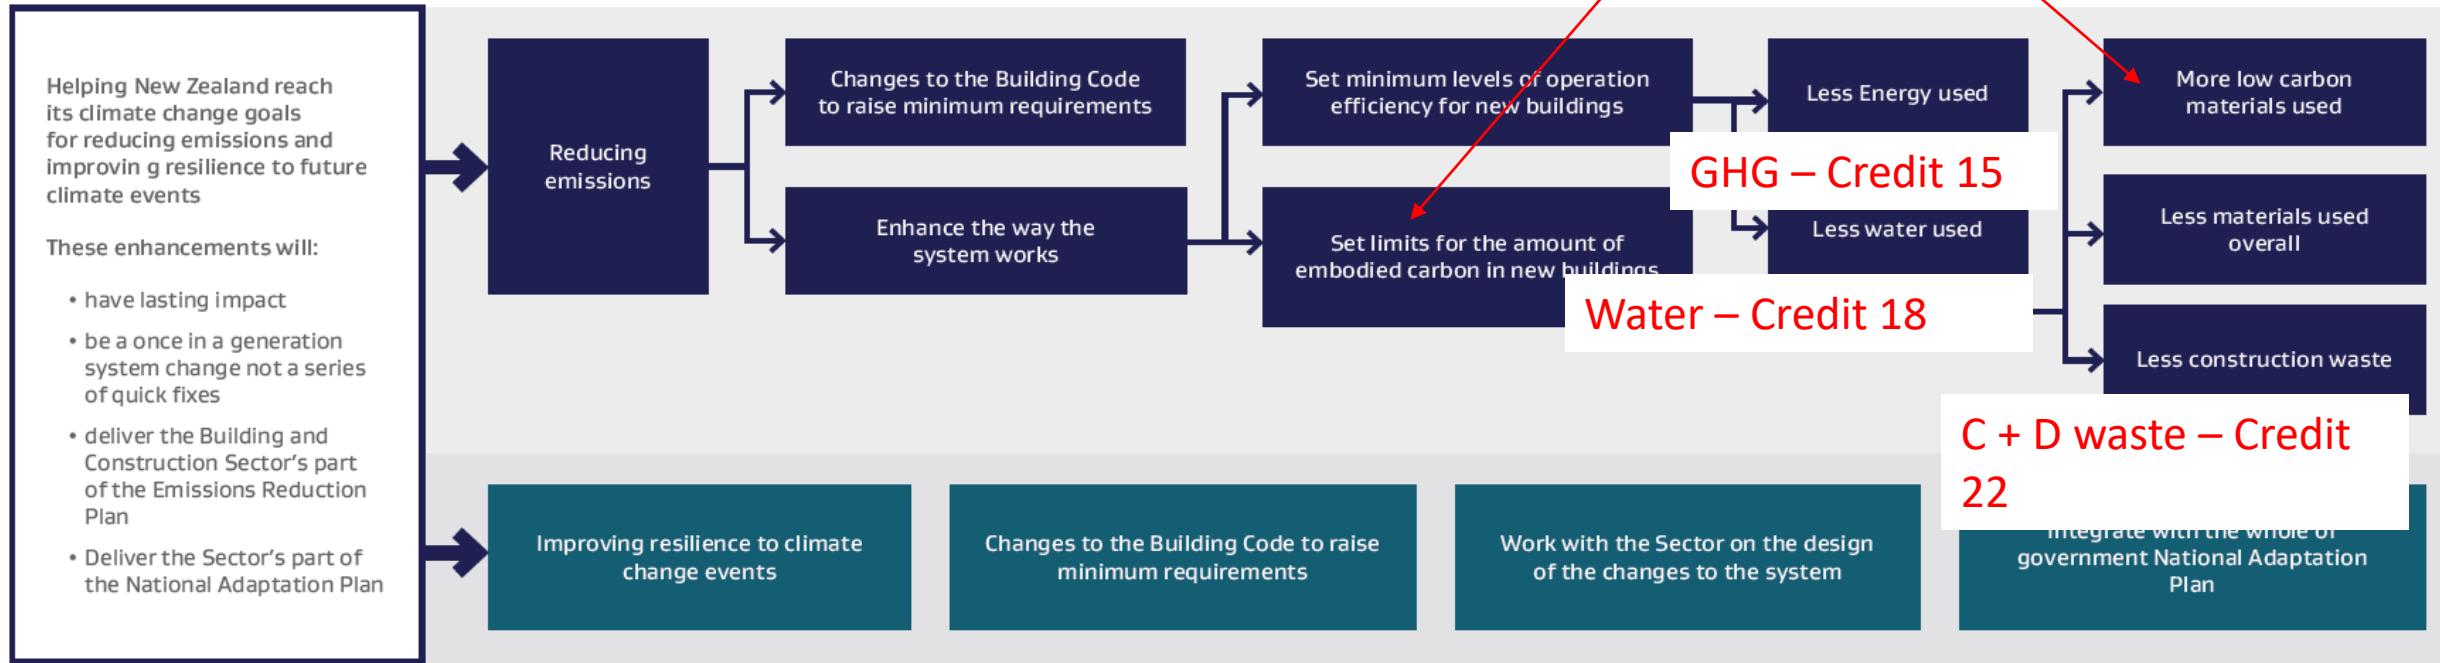 Helping New Zealand reach
its climate change goals
for reducing emissions and
improvin g resilience to future
climate events
These enhancements will:
• have lasting impact
• be a once in a generation
system change not a series
of quick fixes
• deliver the Building and
Construction Sector's part
of the Emissions Reduction
Plan
• Deliver the Sector's part of
the National Adaptation Plan
Reducing
emissions
Changes to the Building Code
to raise minimum requirements
Enhance the way the
system works
Set minimum levels of operation
efficiency for new buildings
Set limits for the amount of
embodied carbon in new buildings
Less Energy used
GHG – Credit 15
Less water used
Water – Credit 18
More low carbon
materials used
Less materials used
overall
Less construction waste
C + D waste – Credit
22
Improving resilience to climate
change events
Changes to the Building Code to raise
minimum requirements
Work with the Sector on the design
of the changes to the system
Integrate with the whole of
government National Adaptation
Plan